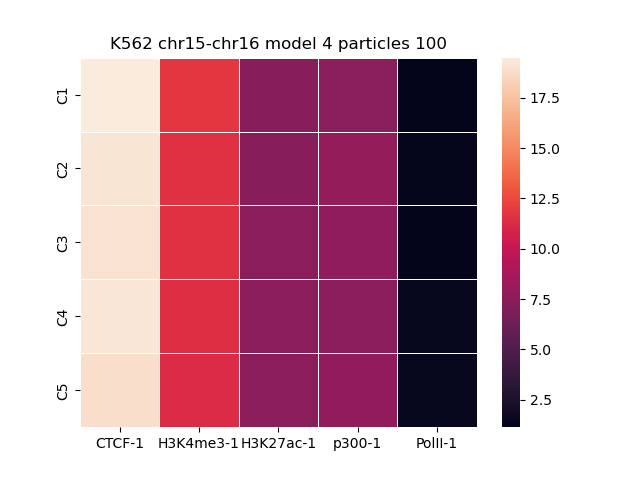 K562 chr15-chr16 model 4 particles 100
C1
C2
C3
C4
C5
CTCF-1 H3K4me3-1 H3K27ac-1 p300-1 PolII-1
17.5
15.0
12.5
10.0
7.5
5.0
2.5